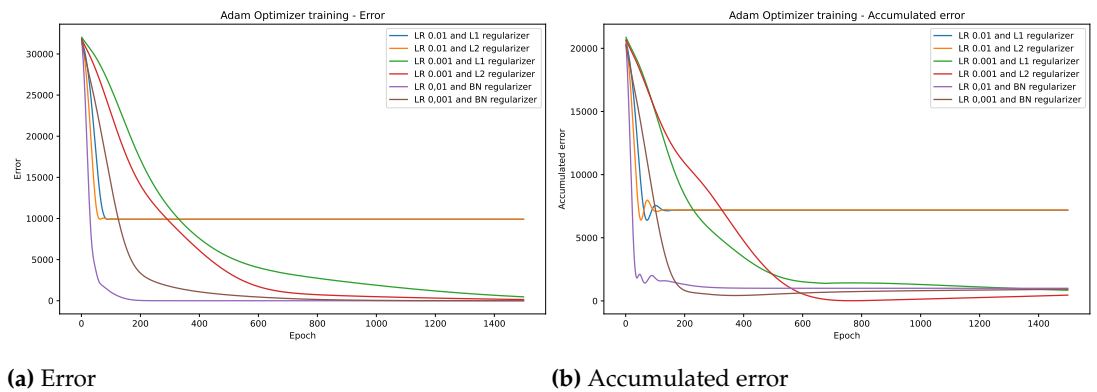 Adam Optimizer training - Error
LR 0.01 and L1 regularizer
LR 0.01 and L2 regularizer
LR 0.001 and L1 regularizer
LR 0.001 and L2 regularizer
LR 0,01 and BN regularizer
LR 0,001 and BN regularizer
30000
25000
20000
15000
10000
5000
0
Error
0 200 400 600 800 1000 1200 1400
Epoch
(a) Error
Adam Optimizer training - Accumulated error
LR 0.01 and L1 regularizer
LR 0.01 and L2 regularizer
LR 0.001 and L1 regularizer
LR 0.001 and L2 regularizer
LR 0,01 and BN regularizer
LR 0,001 and BN regularizer
20000
15000
10000
5000
0
Accumulated error
0 200 400 600 800 1000 1200 1400
Epoch
(b) Accumulated error